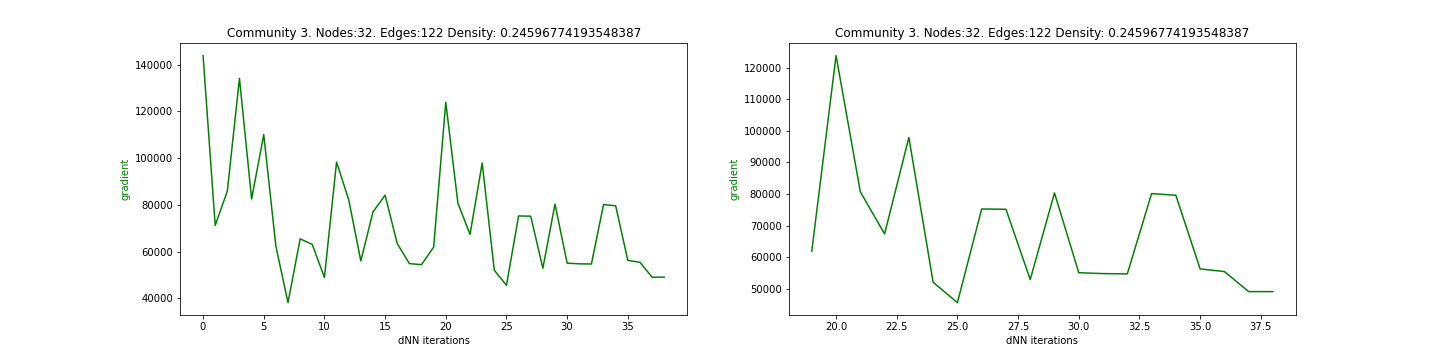 Community 3. Nodes:32. Edges:122 Density: 0.24596774193548387
140000
120000
100000
80000
60000
40000
gradient
0 5 10 15 20 25 30 35
dNN iterations
Community 3. Nodes:32. Edges:122 Density: 0.24596774193548387
120000
110000
100000
90000
80000
70000
60000
50000
gradient
20.0 22.5 25.0 27.5 30.0 32.5 35.0 37.5
dNN iterations